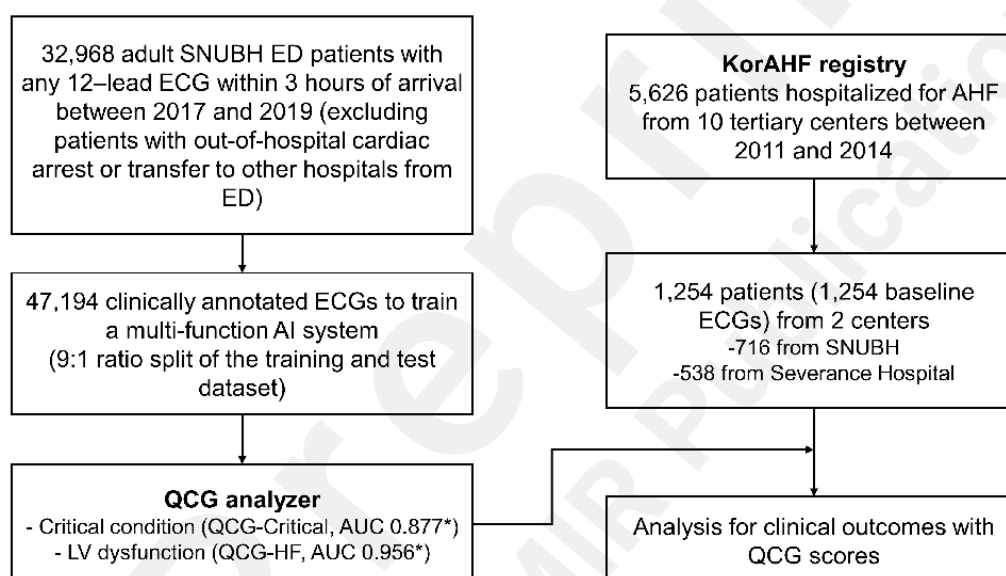 32,968 adult SNUBH ED patients with
any 12–lead ECG within 3 hours of arrival
between 2017 and 2019 (excluding
patients with out-of-hospital cardiac
arrest or transfer to other hospitals from
ED)
47,194 clinically annotated ECGs to train
a multi-function AI system
(9:1 ratio split of the training and test
dataset)
QCG analyzer
- Critical condition (QCG-Critical, AUC 0.877*)
- LV dysfunction (QCG-HF, AUC 0.956*)
KorAHF registry
5,626 patients hospitalized for AHF
from 10 tertiary centers between
2011 and 2014
1,254 patients (1,254 baseline
ECGs) from 2 centers
-716 from SNUBH
-538 from Severance Hospital
Analysis for clinical outcomes with
QCG scores
Preprint
JMIR Publications